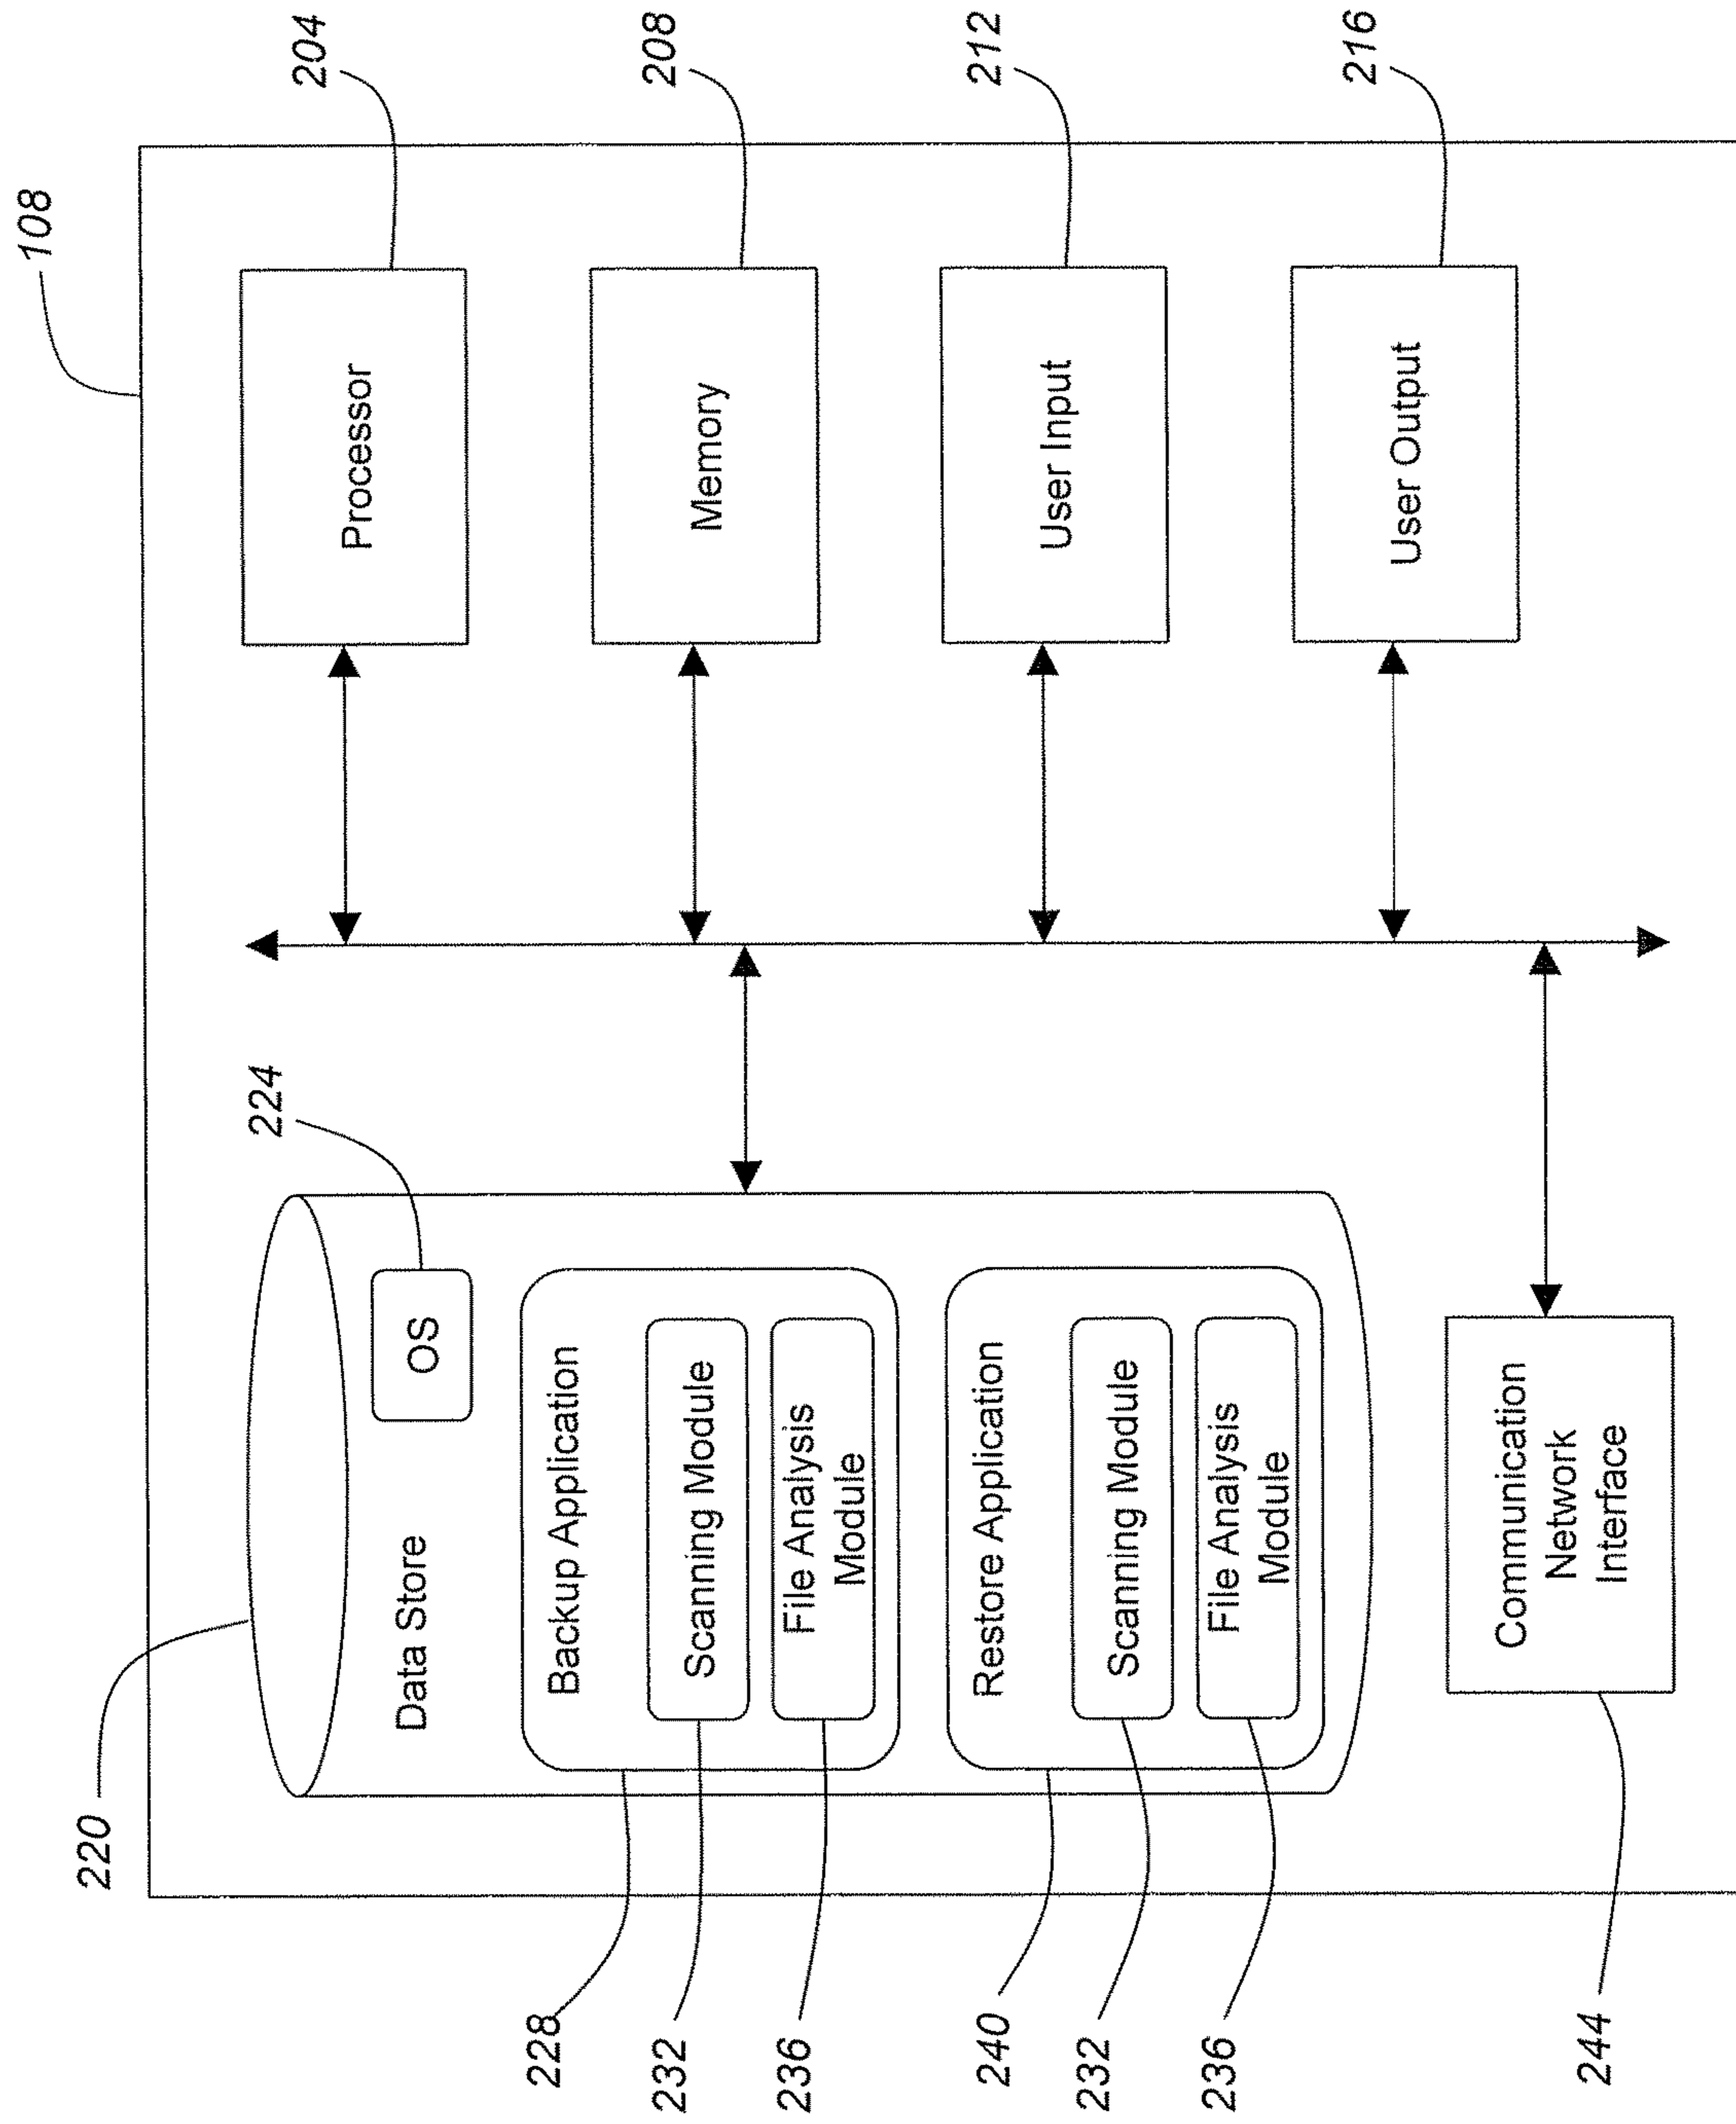 108
220
Data Store
224
OS
228
Backup Application
232
Scanning Module
236
File Analysis
Module
240
Restore Application
232
Scanning Module
236
File Analysis
Module
244
Communication
Network
Interface
204
Processor
208
Memory
212
User Input
216
User Output